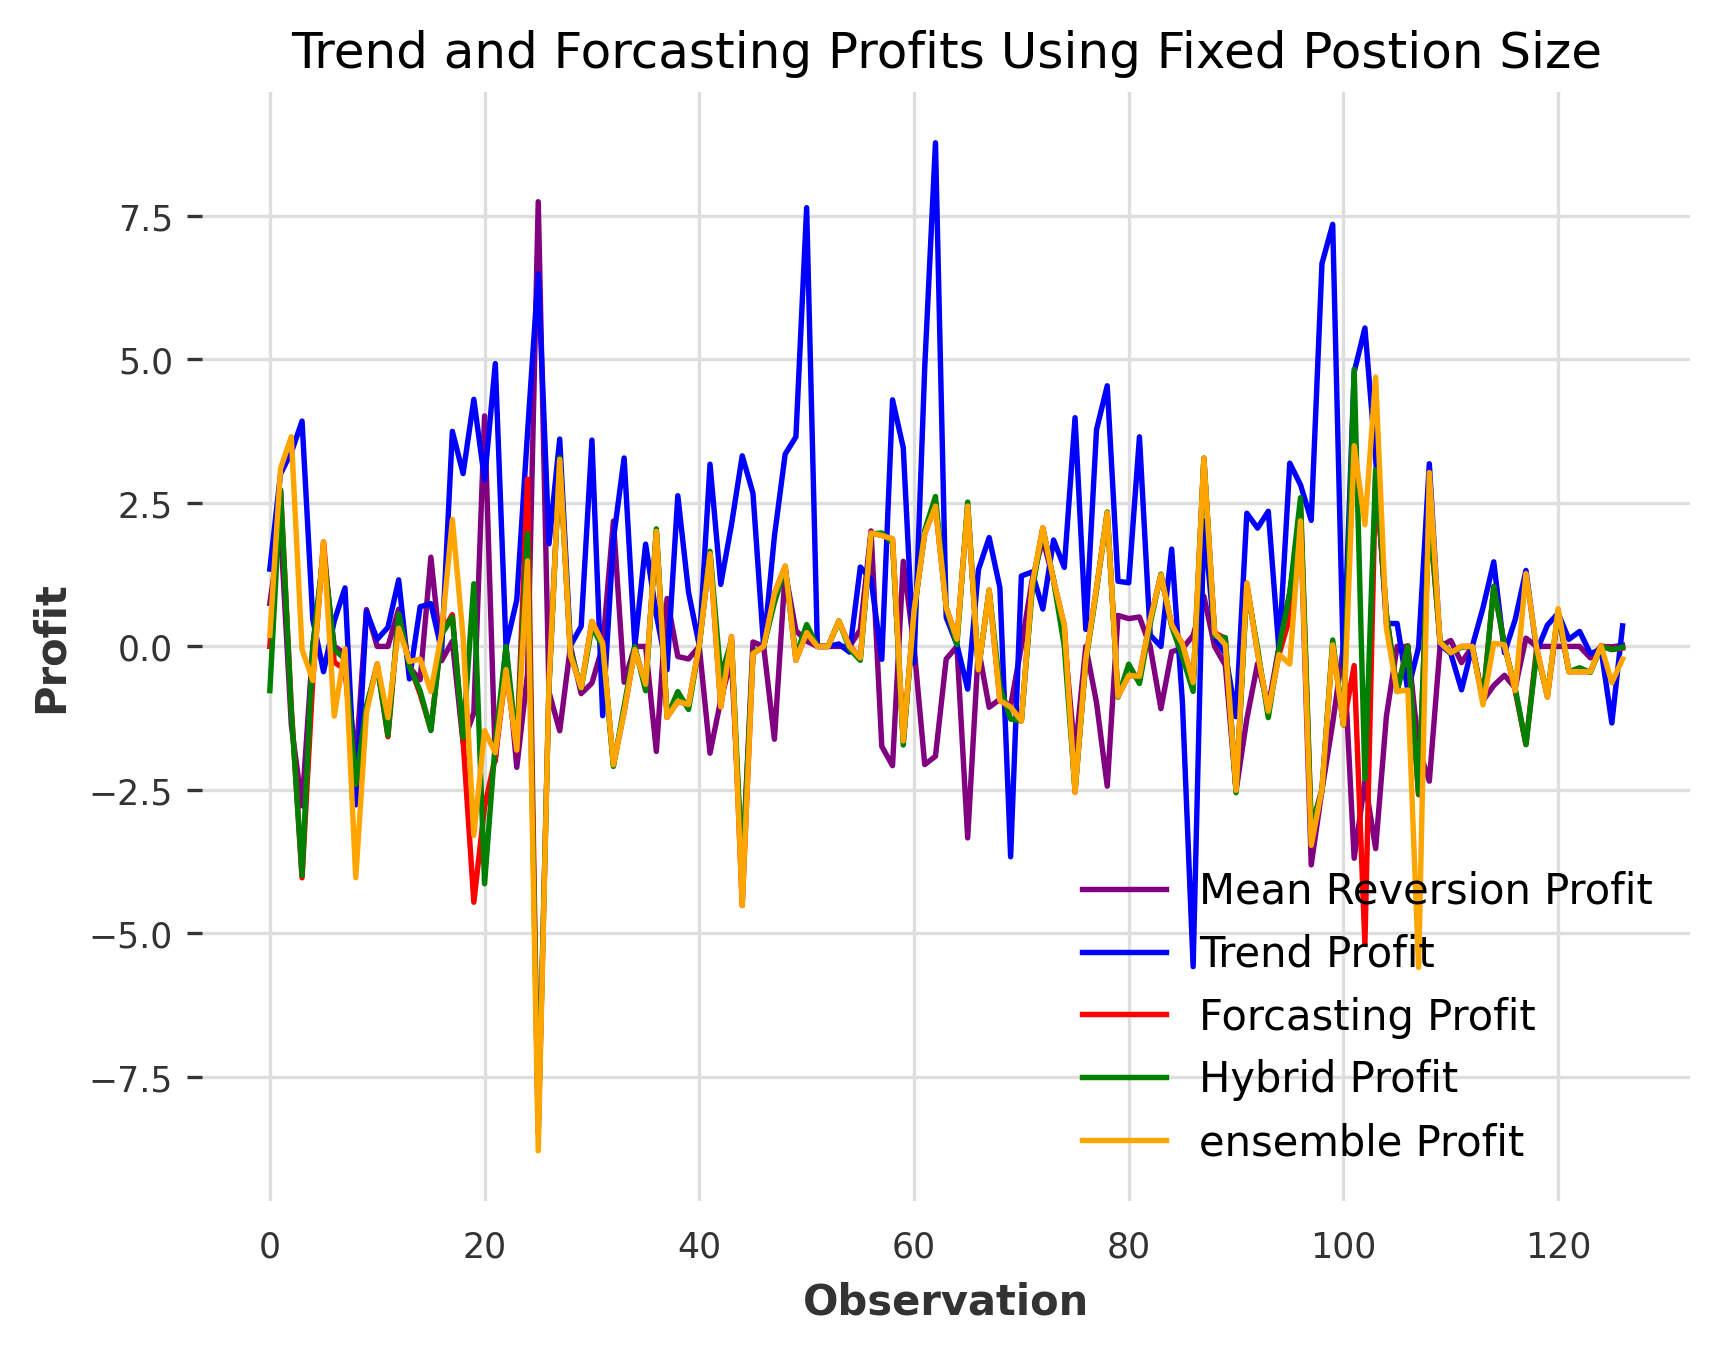 Trend and Forcasting Profits Using Fixed Postion Size
Profit
7.5
5.0
2.5
0.0
−2.5
−5.0
−7.5
Mean Reversion Profit
Trend Profit
Forcasting Profit
Hybrid Profit
ensemble Profit
0 20 40 60 80 100 120
Observation